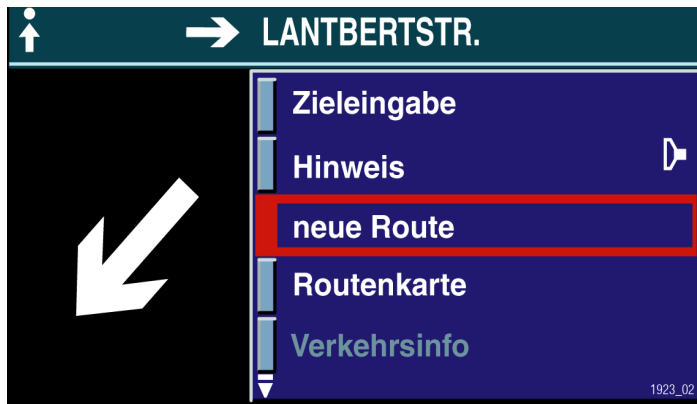 LANTBERTSTR.
Zieleingabe
Hinweis
neue Route
Routenkarte
Verkehrsinfo
1923_02